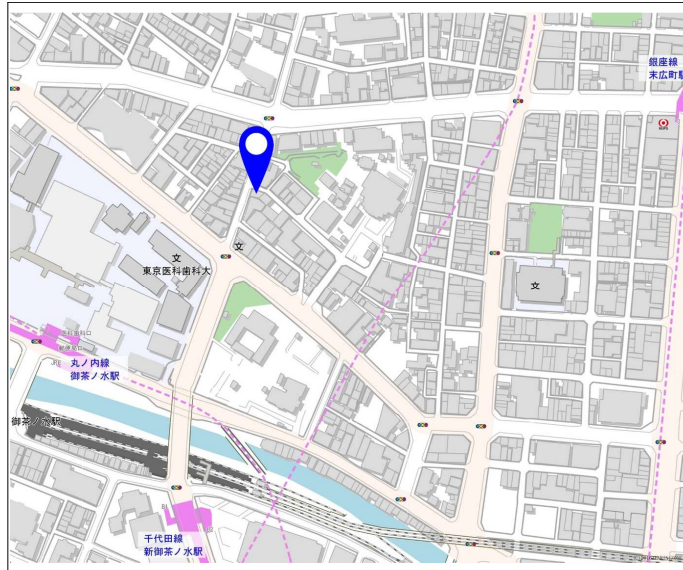 銀座線
末広町駅
文
文
東京医科歯科大
文
丸ノ内線
御茶ノ水駅
御茶ノ水駅
千代田線
新御茶ノ水駅